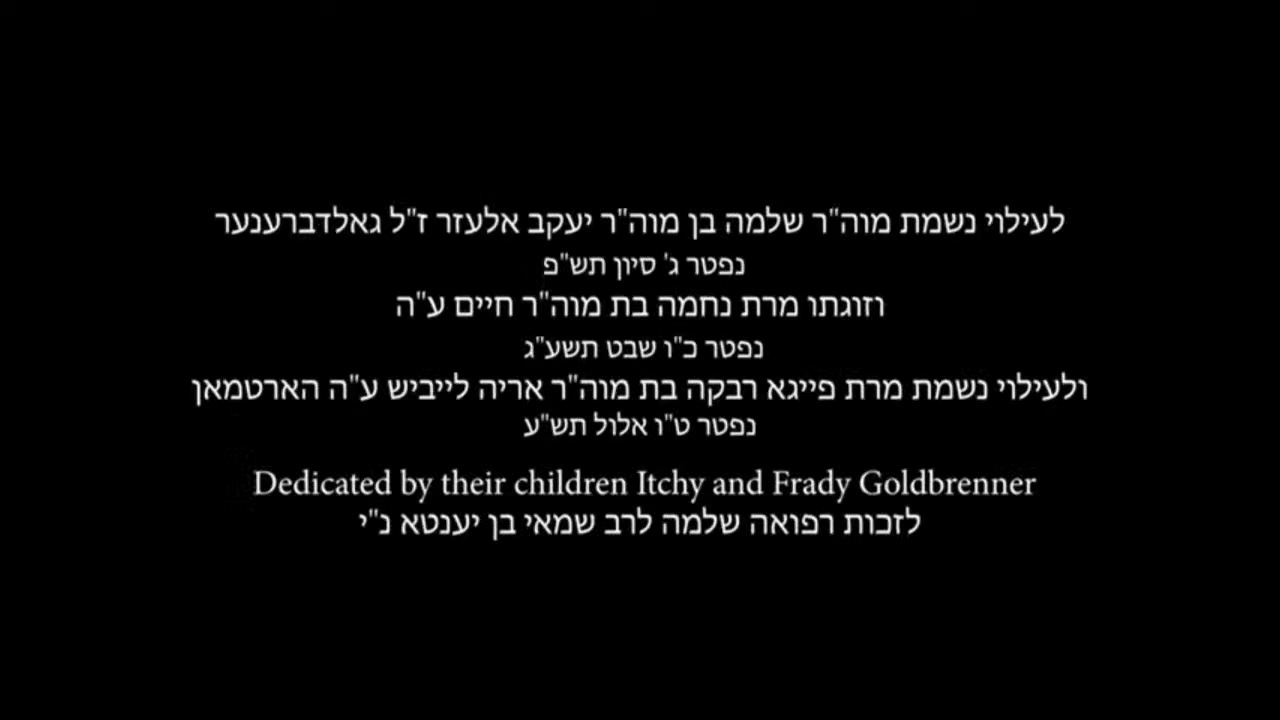 לעילוי נשמת מוה"ר שלמה בן מוה"ר יעקב אלעזר ז"ל גאלדברענער
נפטר ג' סיון תש"פ
וזוגתו מרת נחמה בת מוה"ר חיים ע"ה
נפטר כ"ו שבט תשע"ג
ולעילוי נשמת מרת פייגא רבקה בת מוה"ר אריה לייביש ע"ה הארטמאן
נפטר ט"ו אלול תש"ע
Dedicated by their children Itchy and Frady Goldbrenner
לזכות רפואה שלמה לרב שמאי בן יענטא נ"י